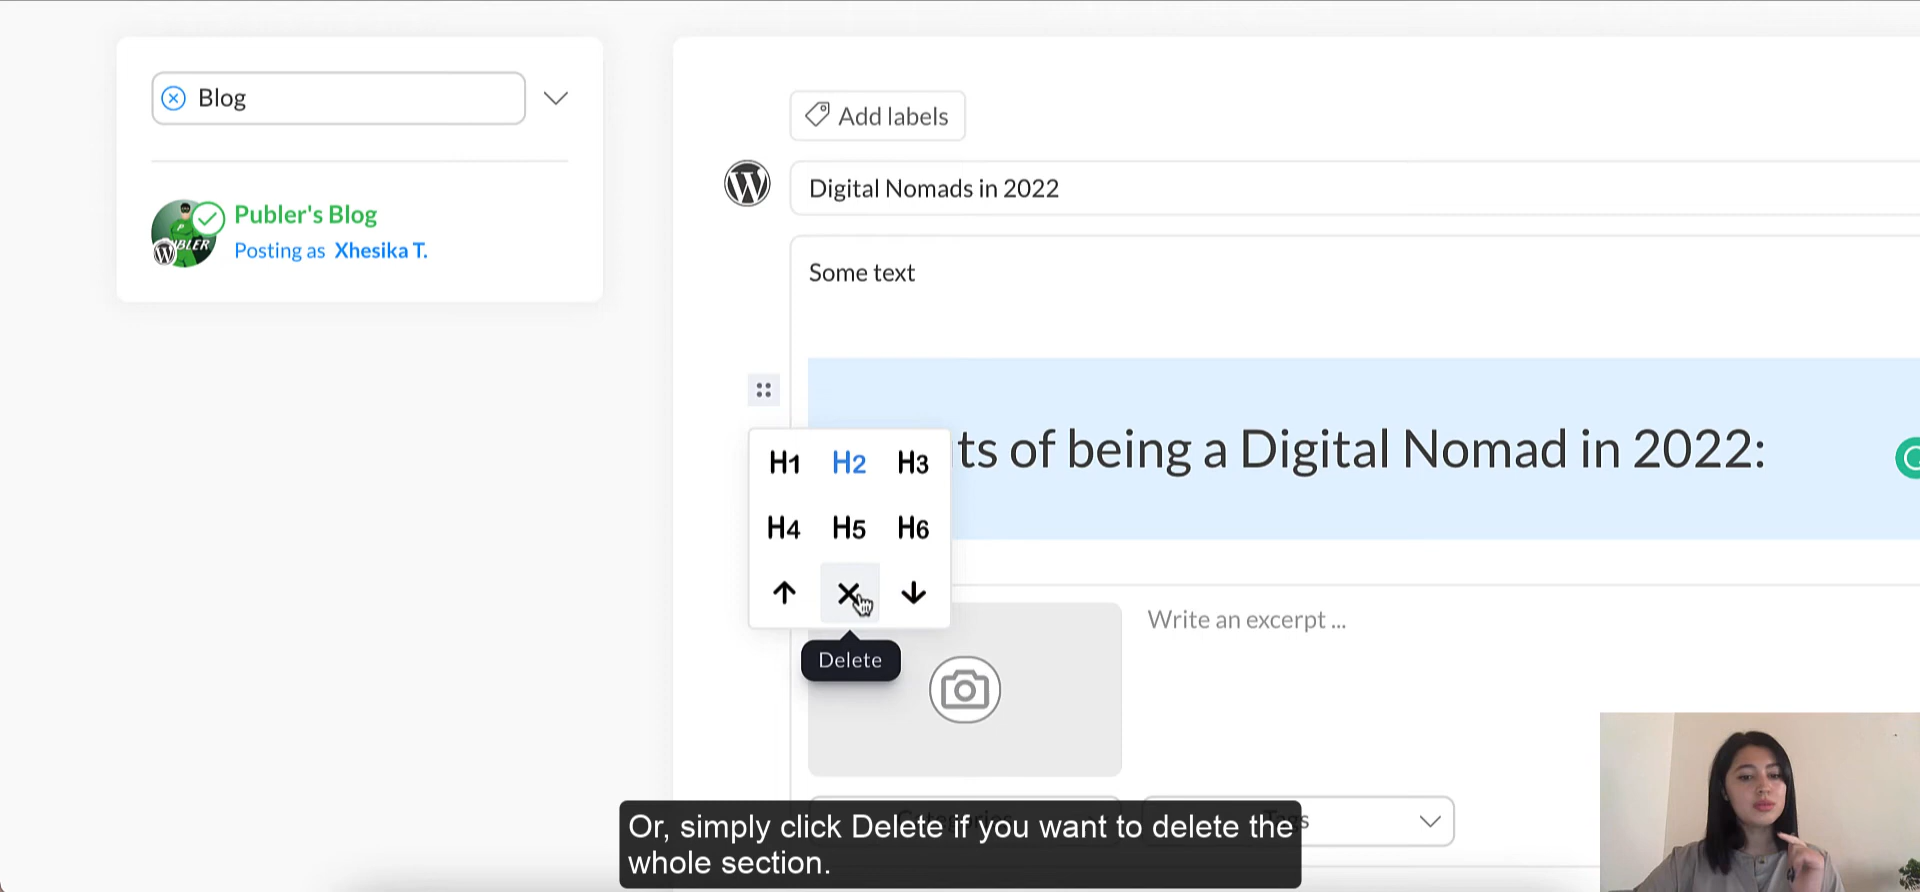 Blog
Publer's Blog
Posting as Xhesika T.
Add labels
Digital Nomads in 2022
Some text
ts of being a Digital Nomad in 2022:
H1 H2 H3
H4 H5 H6
Delete
Write an excerpt ...
Or, simply click Delete if you want to delete the
whole section.